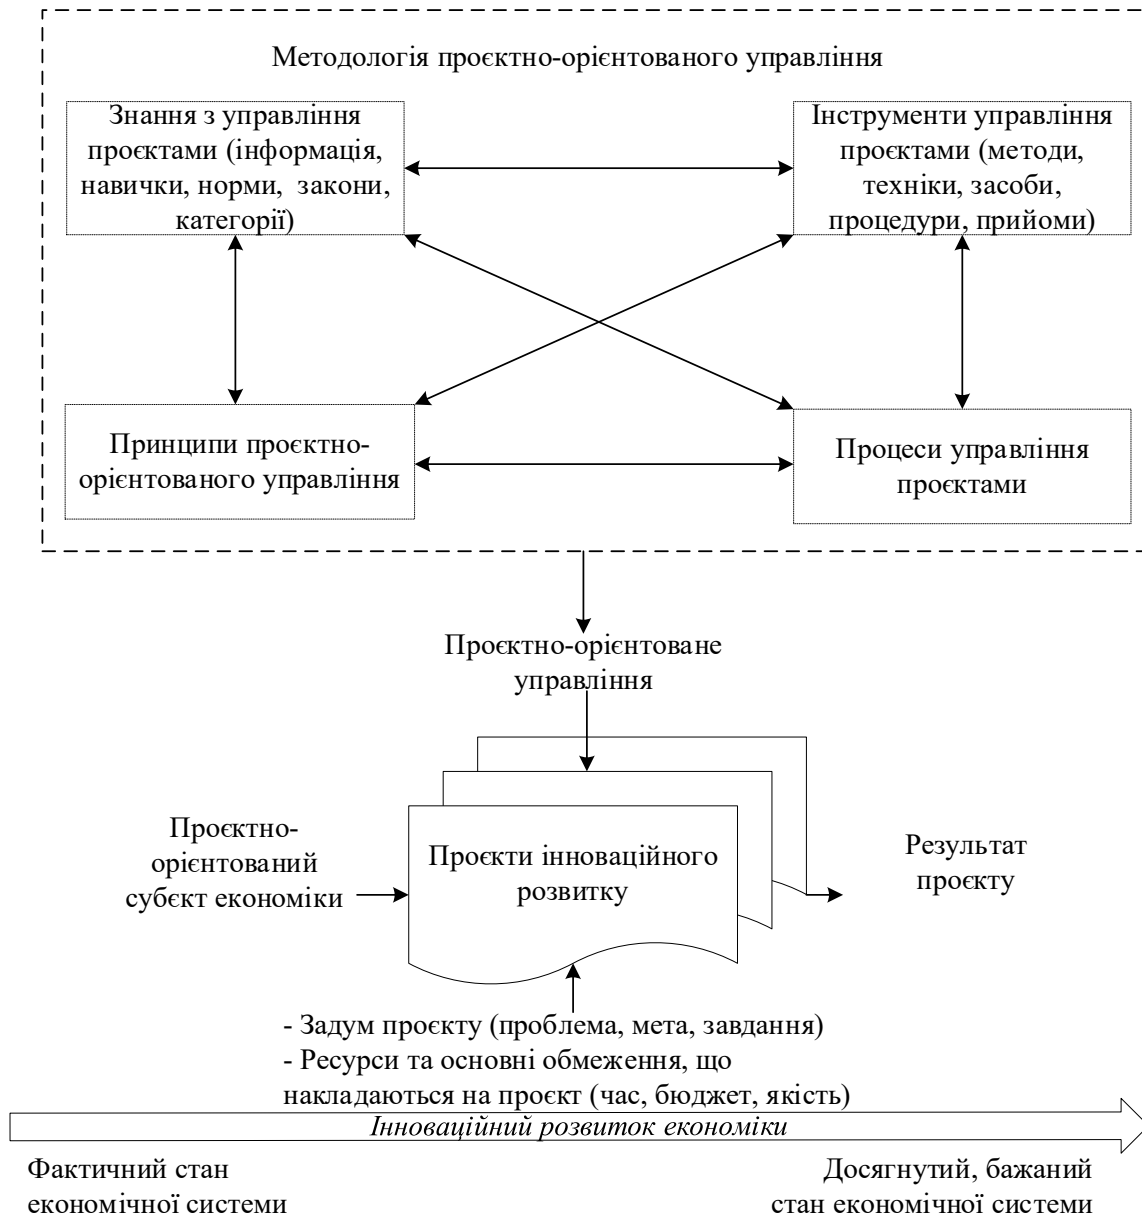 Методологія проєктно-орієнтованого управління
Знання з управління
проєктами (інформація,
навички, норми, закони,
категорії)
Інструменти управління
проєктами (методи,
техніки, засоби,
процедури, прийоми)
Принципи проєктно-
орієнтованого управління
Процеси управління
проєктами
Проєктно-орієнтоване
управління
Проєктно-
орієнтований
субєкт економіки
Проєкти інноваційного
розвитку
Результат
проєкту
- Задум проєкту (проблема, мета, завдання)
- Ресурси та основні обмеження, що
накладаються на проєкт (час, бюджет, якість)
Інноваційний розвиток економіки
Фактичний стан
економічної системи
Досягнутий, бажаний
стан економічної системи